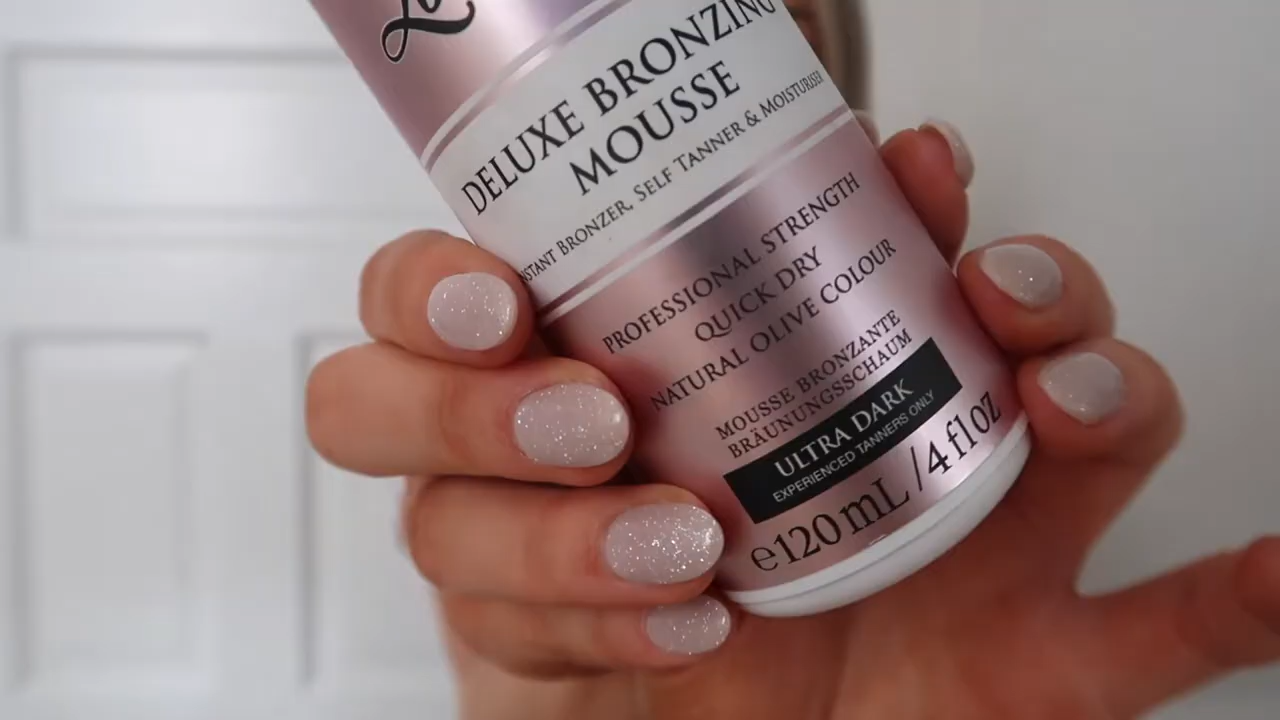 DELUXE BRONZING
MOUSSE
INSTANT BRONZER, SELF TANNER & MOISTURISER
PROFESSIONAL STRENGTH
QUICK DRY
NATURAL OLIVE COLOUR
MOUSSE BRONZANTE
BRÄUNUNGSSCHAUM
ULTRA DARK
EXPERIENCED TANNERS ONLY
℮120 mL / 4 fl oz